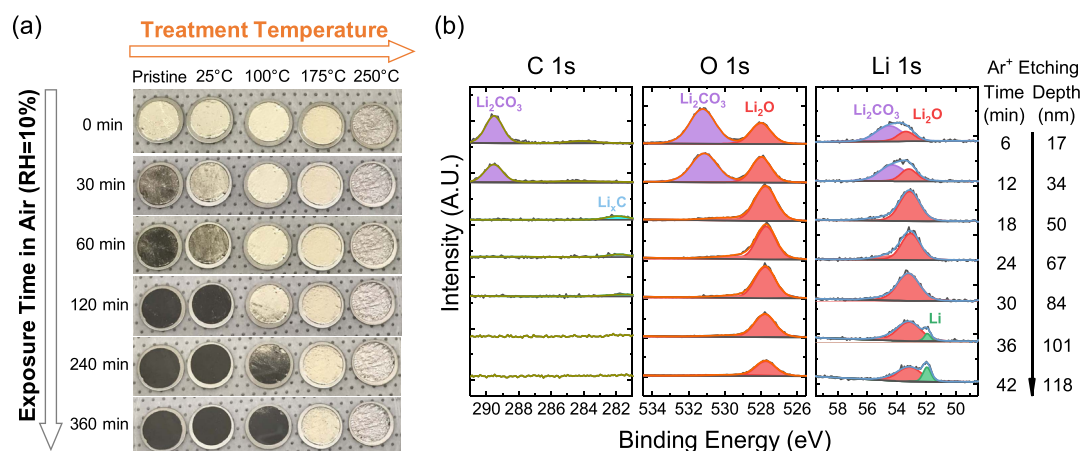 (a)
Treatment Temperature
Pristine 25°C 100°C 175°C 250°C
Exposure Time in Air (RH=10%)
0 min
30 min
60 min
120 min
240 min
360 min
(b)
C 1s O 1s Li 1s
Ar⁺ Etching
Time Depth
(min) (nm)
Li₂CO₃
Li₂CO₃ Li₂O
Li₂CO₃ Li₂O
LiₓC
Li
6 17
12 34
18 50
24 67
30 84
36 101
42 118
Intensity (A.U.)
290 288 286 284 282
534 532 530 528 526
58 56 54 52 50
Binding Energy (eV)